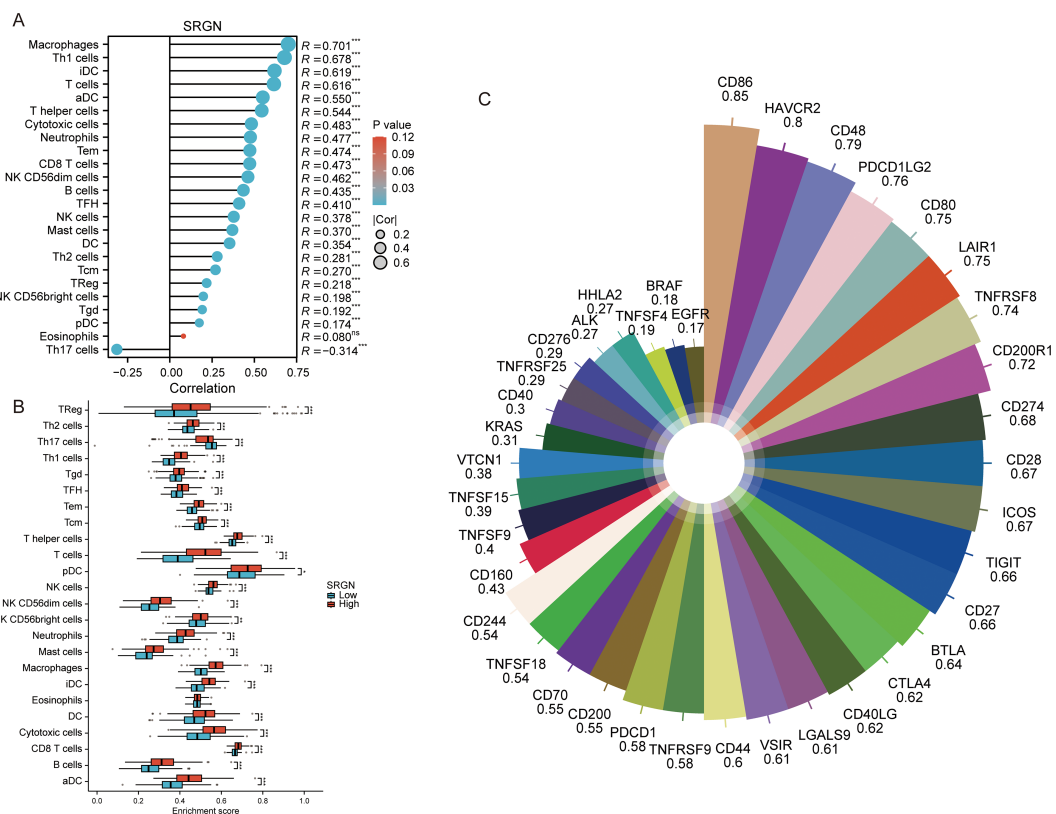 A
SRGN
Macrophages R = 0.701***
Th1 cells R = 0.678***
iDC R = 0.619***
T cells R = 0.616***
aDC R = 0.550***
T helper cells R = 0.544***
Cytotoxic cells R = 0.483***
Neutrophils R = 0.477***
Tem R = 0.474***
CD8 T cells R = 0.473***
NK CD56dim cells R = 0.462***
B cells R = 0.435***
TFH R = 0.410***
NK cells R = 0.378***
Mast cells R = 0.370***
DC R = 0.354***
Th2 cells R = 0.281***
Tcm R = 0.270***
TReg R = 0.218***
NK CD56bright cells R = 0.198***
Tgd R = 0.192***
pDC R = 0.174***
Eosinophils R = 0.080ns
Th17 cells R = −0.314***
−0.25 0.00 0.25 0.50 0.75
Correlation
P value
0.12
0.09
0.06
0.03
|Cor|
0.2
0.4
0.6
B
TReg
Th2 cells
Th17 cells
Th1 cells
Tgd
TFH
Tem
Tcm
T helper cells
T cells
pDC
NK cells
NK CD56dim cells
K CD56bright cells
Neutrophils
Mast cells
Macrophages
iDC
Eosinophils
DC
Cytotoxic cells
CD8 T cells
B cells
aDC
0.0 0.2 0.4 0.6 0.8 1.0
Enrichment score
SRGN
Low
High
C
CD86
0.85
HAVCR2
0.8
CD48
0.79
PDCD1LG2
0.76
CD80
0.75
LAIR1
0.75
TNFRSF8
0.74
CD200R1
0.72
CD274
0.68
CD28
0.67
ICOS
0.67
TIGIT
0.66
CD27
0.66
BTLA
0.64
CTLA4
0.62
CD40LG
0.62
LGALS9
0.61
VSIR
0.61
CD44
0.6
TNFRSF9
0.58
PDCD1
0.58
CD200
0.55
CD70
0.55
TNFSF18
0.54
CD244
0.54
CD160
0.43
TNFSF9
0.4
TNFSF15
0.39
VTCN1
0.38
KRAS
0.31
CD40
0.3
TNFRSF25
0.29
CD276
0.29
ALK
0.27
HHLA2
0.27
TNFSF4
0.19
BRAF
0.18
EGFR
0.17